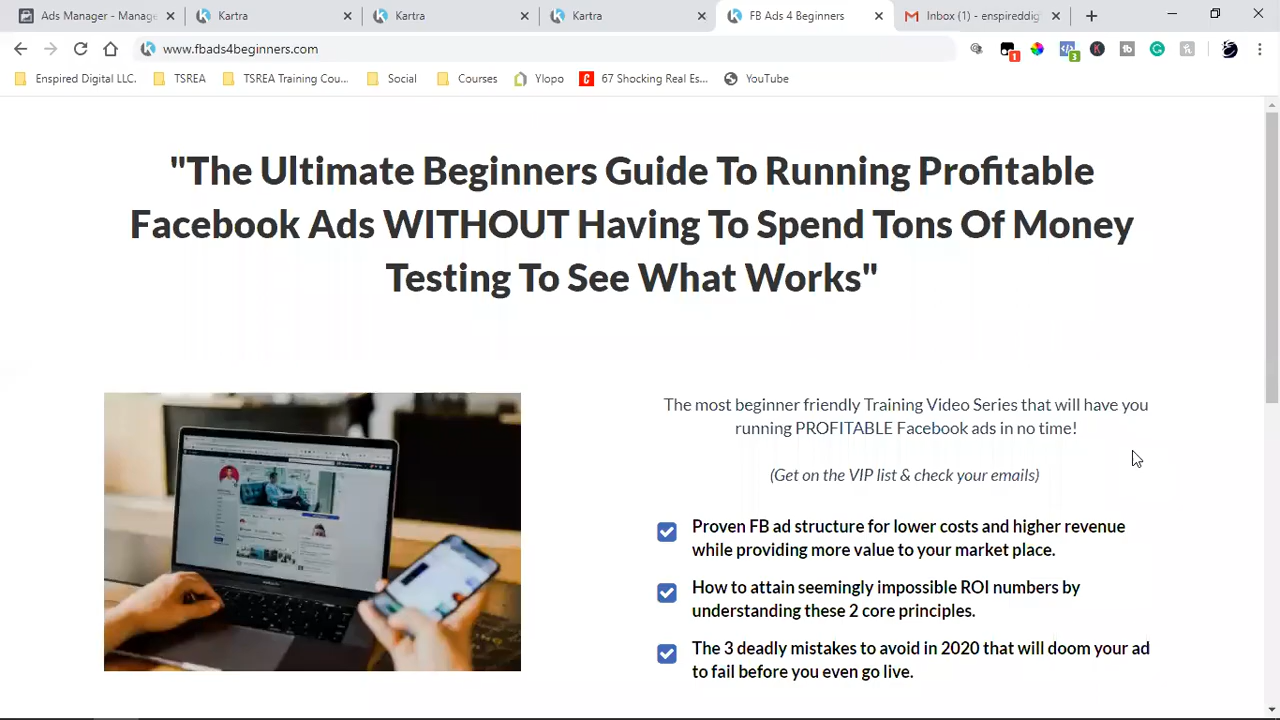 Ads Manager - Manage
Kartra
Kartra
Kartra
FB Ads 4 Beginners
Inbox (1) - enspireddig
www.fbads4beginners.com
1
3
Enspired Digital LLC.
TSREA
TSREA Training Cou...
Social
Courses
Ylopo
67 Shocking Real Es...
YouTube
"The Ultimate Beginners Guide To Running Profitable
Facebook Ads WITHOUT Having To Spend Tons Of Money
Testing To See What Works"
The most beginner friendly Training Video Series that will have you
running PROFITABLE Facebook ads in no time!
(Get on the VIP list & check your emails)
Proven FB ad structure for lower costs and higher revenue
while providing more value to your market place.
How to attain seemingly impossible ROI numbers by
understanding these 2 core principles.
The 3 deadly mistakes to avoid in 2020 that will doom your ad
to fail before you even go live.